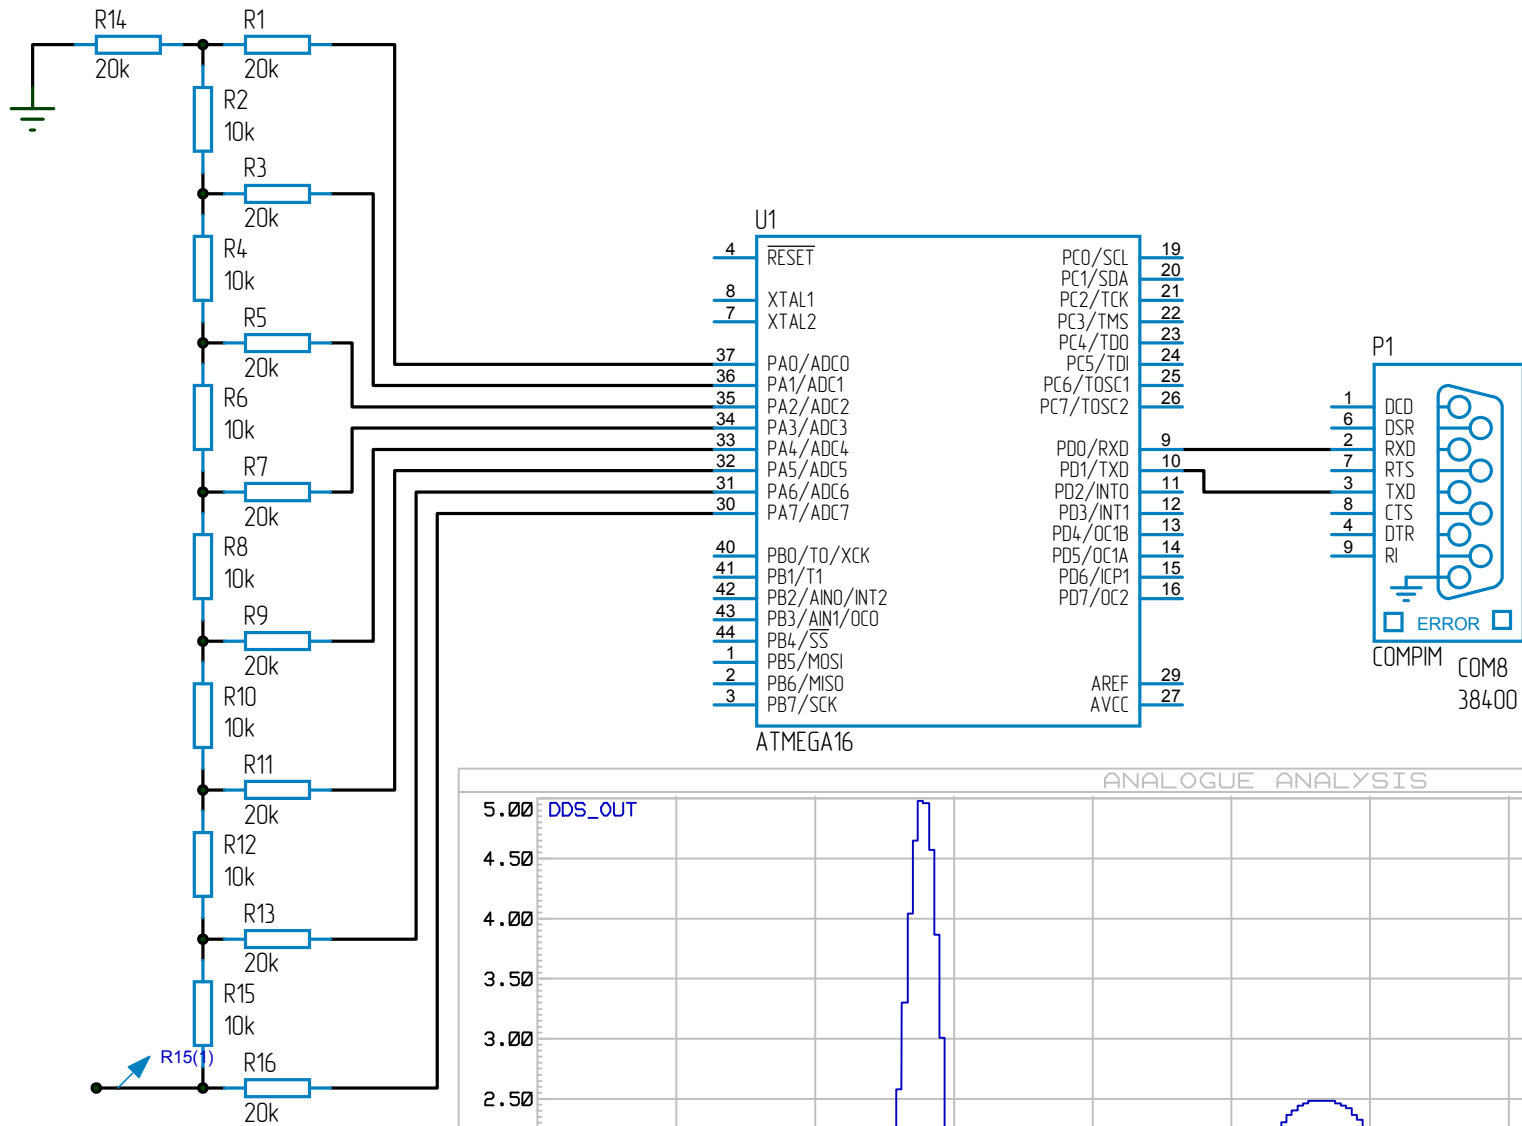 R14
20k
R1
20k
R2
10k
R3
20k
R4
10k
R5
20k
R6
10k
R7
20k
R8
10k
R9
20k
R10
10k
R11
20k
R12
10k
R13
20k
R15
10k
R15(1)
R16
20k
U1
4 RESET
8 XTAL1
7 XTAL2
37 PA0/ADC0
36 PA1/ADC1
35 PA2/ADC2
34 PA3/ADC3
33 PA4/ADC4
32 PA5/ADC5
31 PA6/ADC6
30 PA7/ADC7
40 PB0/T0/XCK
41 PB1/T1
42 PB2/AIN0/INT2
43 PB3/AIN1/OC0
44 PB4/SS
1 PB5/MOSI
2 PB6/MISO
3 PB7/SCK
PC0/SCL 19
PC1/SDA 20
PC2/TCK 21
PC3/TMS 22
PC4/TDO 23
PC5/TDI 24
PC6/TOSC1 25
PC7/TOSC2 26
PD0/RXD 9
PD1/TXD 10
PD2/INT0 11
PD3/INT1 12
PD4/OC1B 13
PD5/OC1A 14
PD6/ICP1 15
PD7/OC2 16
AREF 29
AVCC 27
ATMEGA16
P1
1 DCD
6 DSR
2 RXD
7 RTS
3 TXD
8 CTS
4 DTR
9 RI
ERROR
COMPIM
COM8
38400
ANALOGUE ANALYSIS
5.00 DDS_OUT
4.50
4.00
3.50
3.00
2.50